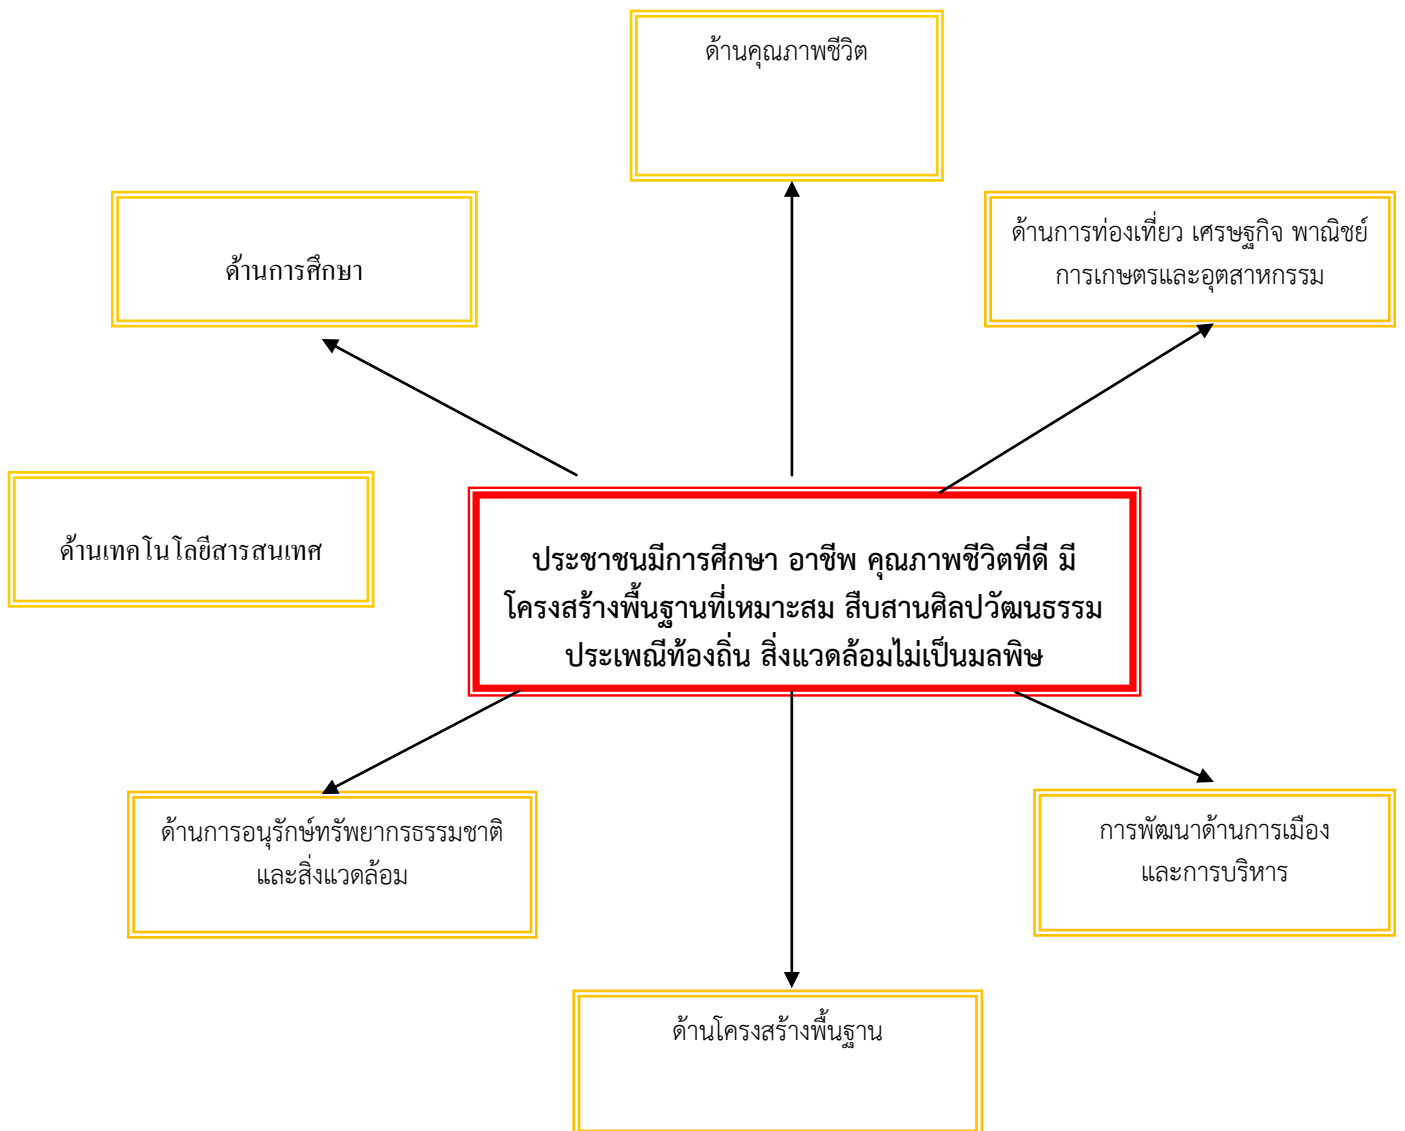 ด้านคุณภาพชีวิต
ด้านการท่องเที่ยว เศรษฐกิจ พาณิชย์
การเกษตรและอุตสาหกรรม
ด้านการศึกษา
ด้านเทคโนโลยีสารสนเทศ
ประชาชนมีการศึกษา อาชีพ คุณภาพชีวิตที่ดี มี
โครงสร้างพื้นฐานที่เหมาะสม สืบสานศิลปวัฒนธรรม
ประเพณีท้องถิ่น สิ่งแวดล้อมไม่เป็นมลพิษ
ด้านการอนุรักษ์ทรัพยากรธรรมชาติ
และสิ่งแวดล้อม
การพัฒนาด้านการเมือง
และการบริหาร
ด้านโครงสร้างพื้นฐาน